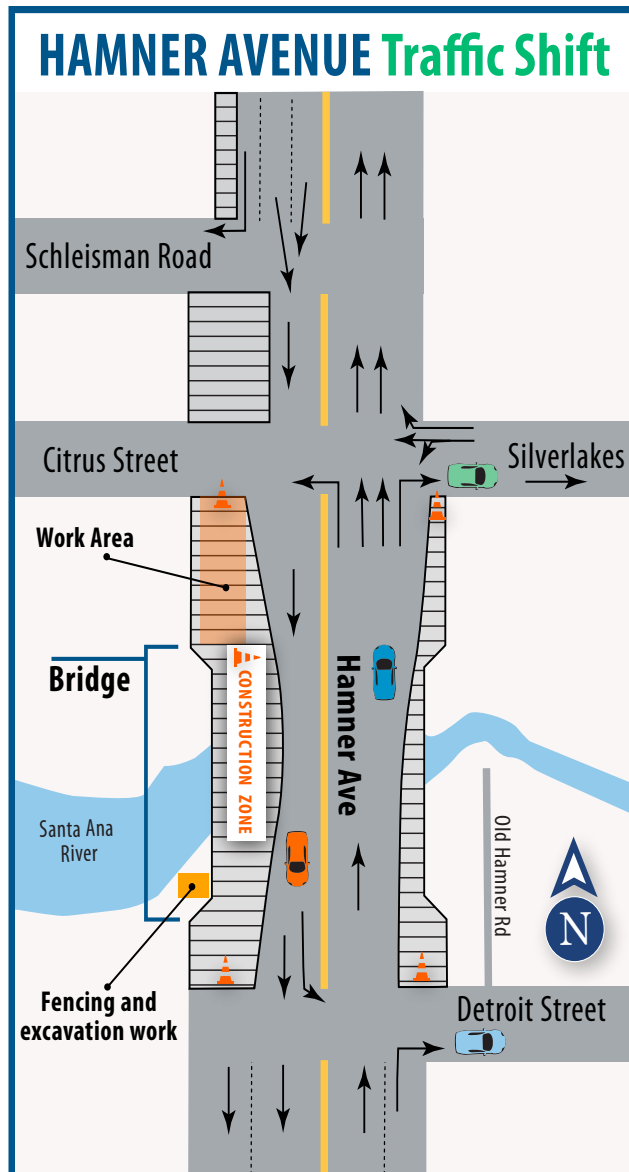 HAMNER AVENUE Traffic Shift
Schleisman Road
Citrus Street
Silverlakes
Work Area
Bridge
CONSTRUCTION ZONE
Hamner Ave
Santa Ana
River
Old Hamner Rd
N
Fencing and
excavation work
Detroit Street